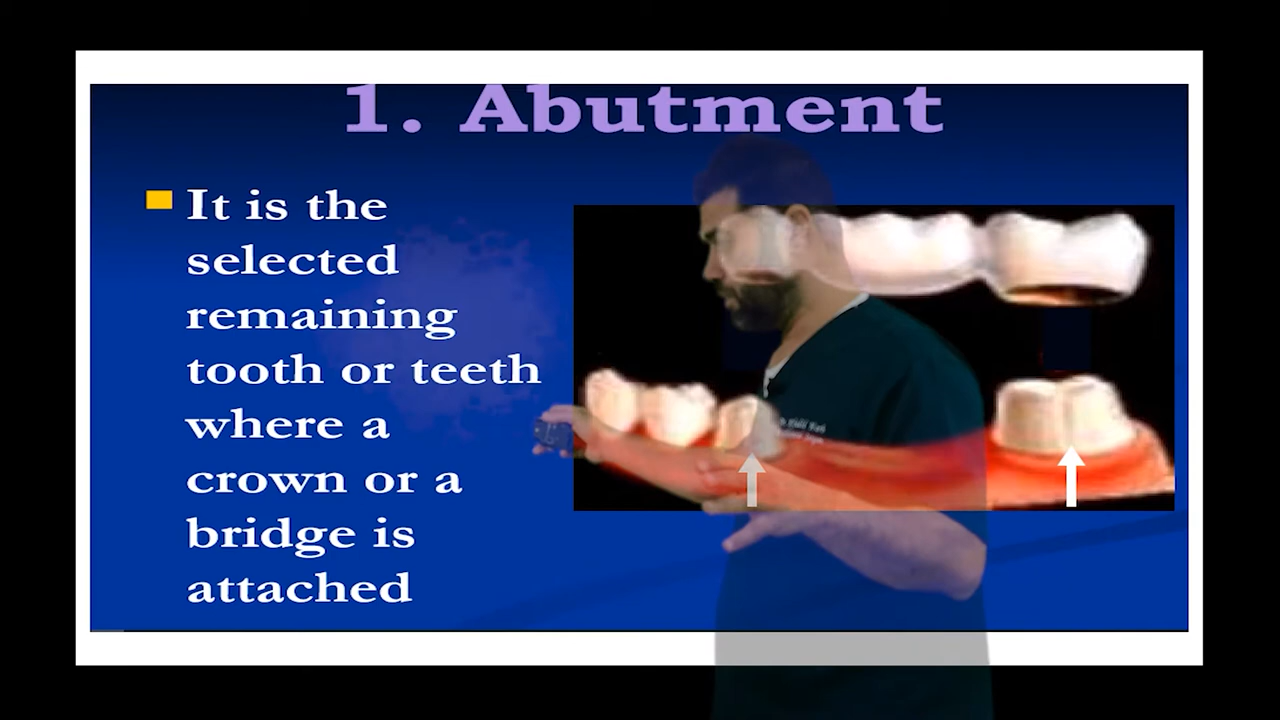 1. Abutment
It is the
selected
remaining
tooth or teeth
where a
crown or a
bridge is
attached